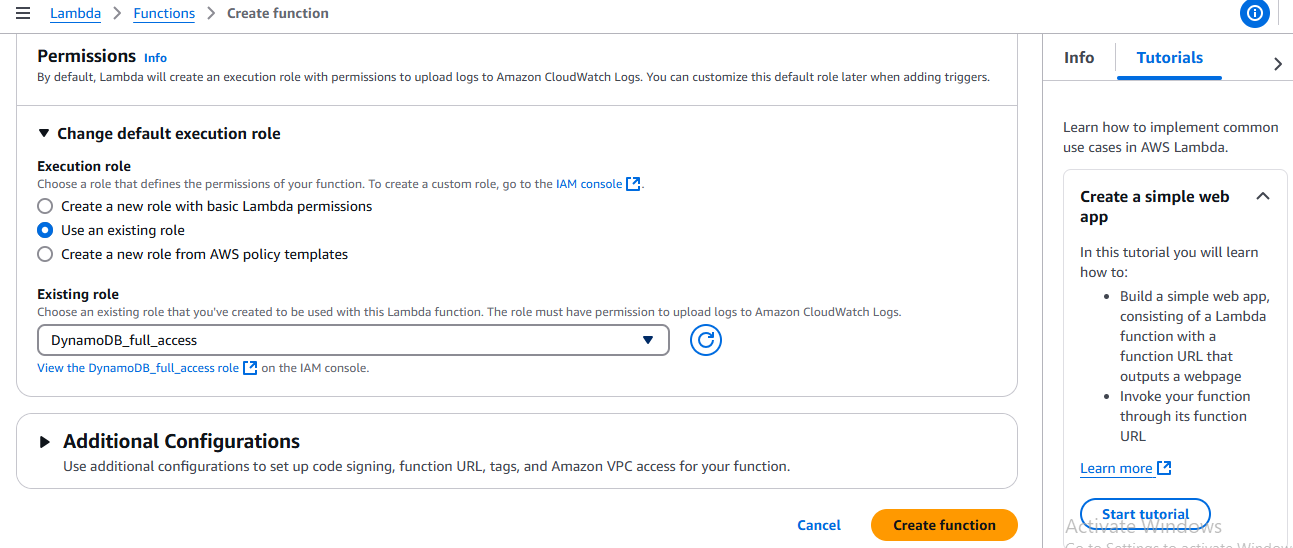 Lambda > Functions > Create function
Permissions Info
By default, Lambda will create an execution role with permissions to upload logs to Amazon CloudWatch Logs. You can customize this default role later when adding triggers.
Change default execution role
Execution role
Choose a role that defines the permissions of your function. To create a custom role, go to the IAM console.
Create a new role with basic Lambda permissions
Use an existing role
Create a new role from AWS policy templates
Existing role
Choose an existing role that you've created to be used with this Lambda function. The role must have permission to upload logs to Amazon CloudWatch Logs.
DynamoDB_full_access
View the DynamoDB_full_access role on the IAM console.
Additional Configurations
Use additional configurations to set up code signing, function URL, tags, and Amazon VPC access for your function.
Cancel
Create function
Info
Tutorials
Learn how to implement common
use cases in AWS Lambda.
Create a simple web
app
In this tutorial you will learn
how to:
• Build a simple web app,
consisting of a Lambda
function with a
function URL that
outputs a webpage
• Invoke your function
through its function
URL
Learn more
Start tutorial
Activate Windows
Go to Settings to activate Windows